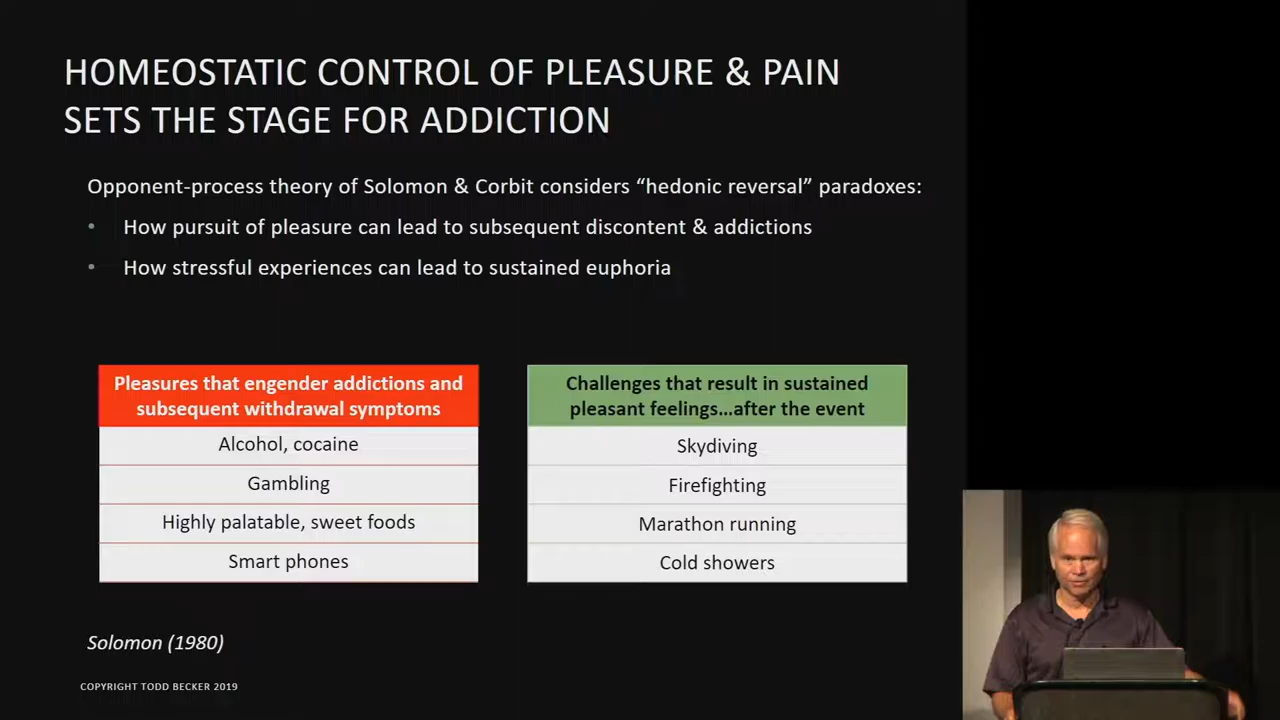 HOMEOSTATIC CONTROL OF PLEASURE & PAIN
SETS THE STAGE FOR ADDICTION
Opponent-process theory of Solomon & Corbit considers “hedonic reversal” paradoxes:
• How pursuit of pleasure can lead to subsequent discontent & addictions
• How stressful experiences can lead to sustained euphoria
Pleasures that engender addictions and
subsequent withdrawal symptoms
Alcohol, cocaine
Gambling
Highly palatable, sweet foods
Smart phones
Challenges that result in sustained
pleasant feelings…after the event
Skydiving
Firefighting
Marathon running
Cold showers
Solomon (1980)
COPYRIGHT TODD BECKER 2019